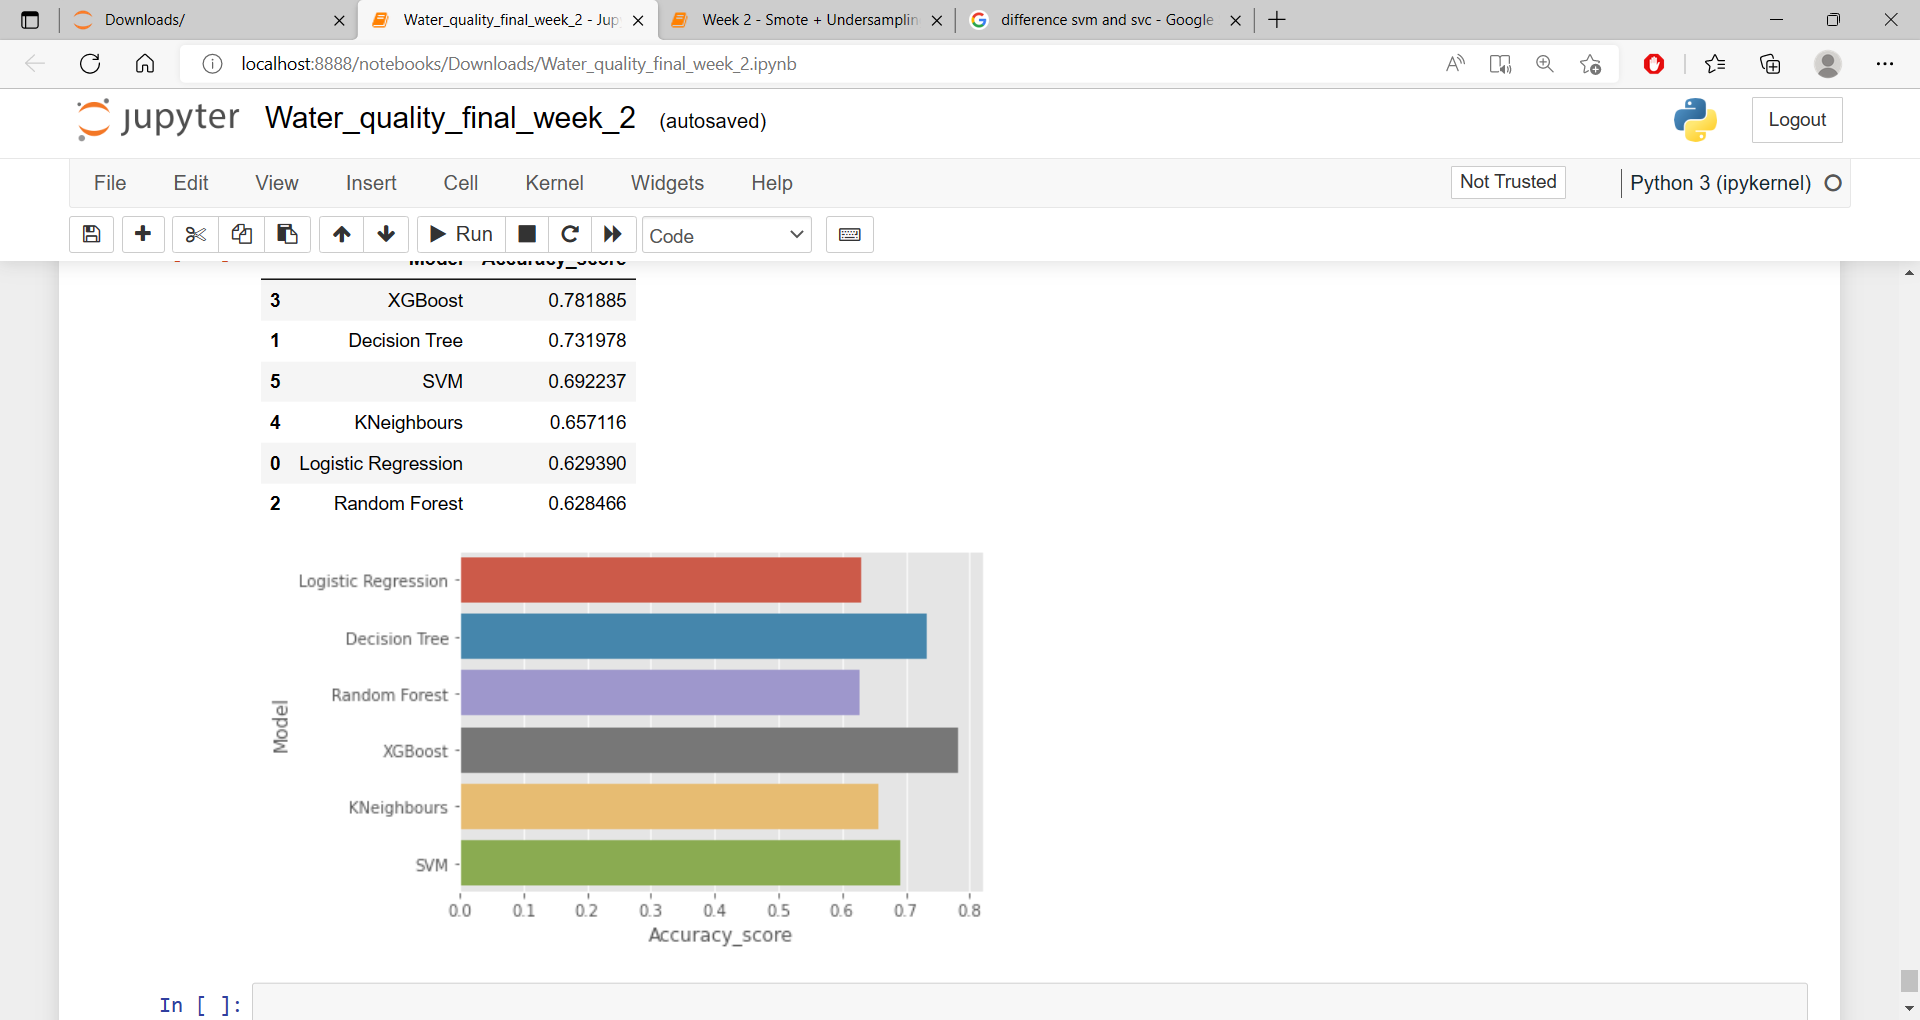 Downloads/
Water_quality_final_week_2 - Jup
Week 2 - Smote + Undersamplin
difference svm and svc - Google
localhost:8888/notebooks/Downloads/Water_quality_final_week_2.ipynb
jupyter Water_quality_final_week_2 (autosaved)
Logout
File Edit View Insert Cell Kernel Widgets Help
Not Trusted
Python 3 (ipykernel)
Run
Code
Model Accuracy_score
3 XGBoost 0.781885
1 Decision Tree 0.731978
5 SVM 0.692237
4 KNeighbours 0.657116
0 Logistic Regression 0.629390
2 Random Forest 0.628466
Logistic Regression
Decision Tree
Random Forest
Model
XGBoost
KNeighbours
SVM
0.0 0.1 0.2 0.3 0.4 0.5 0.6 0.7 0.8
Accuracy_score
In [ ]: